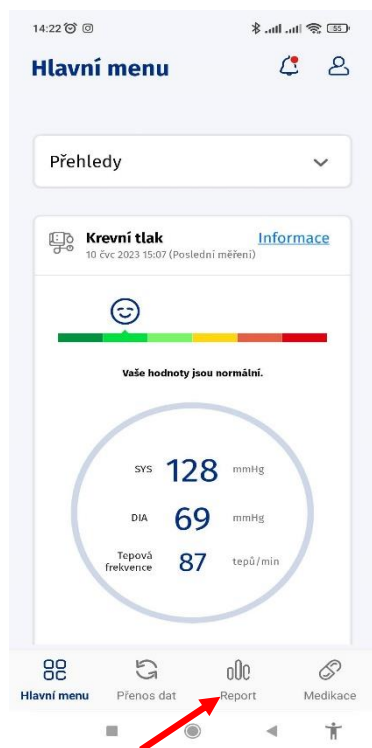 14:22 55
Hlavní menu
Přehledy
Krevní tlak Informace
10 čvc 2023 15:07 (Poslední měření)
Vaše hodnoty jsou normální.
SYS 128 mmHg
DIA 69 mmHg
Tepová
frekvence 87 tepů/min
Hlavní menu Přenos dat Report Medikace